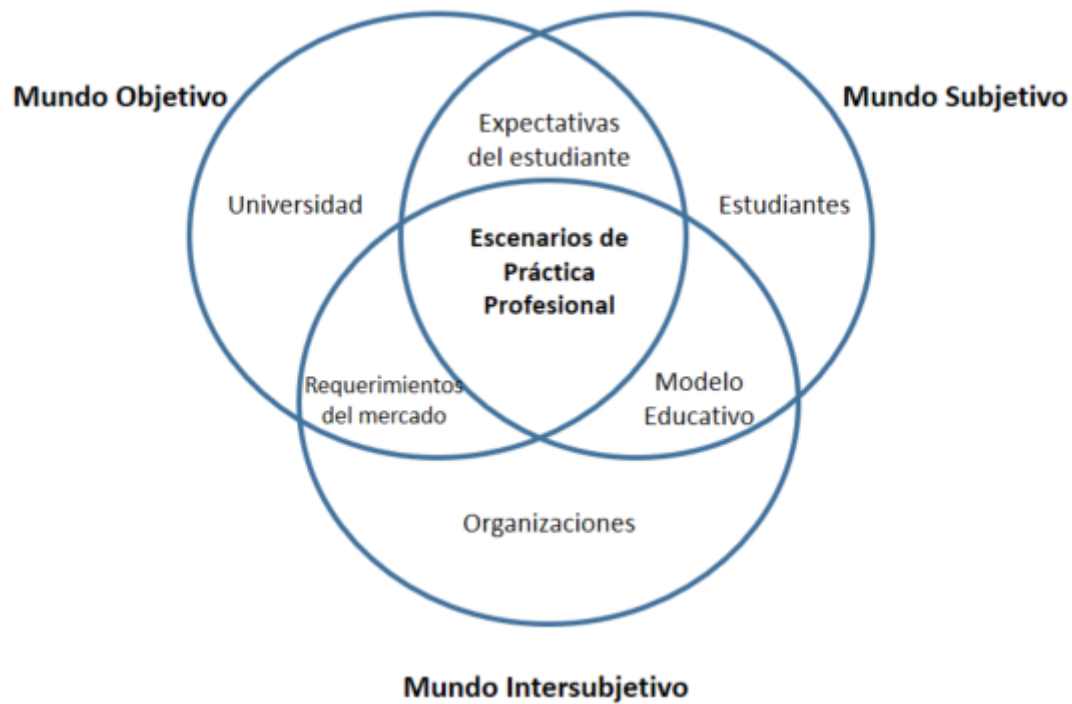 Mundo Objetivo
Mundo Subjetivo
Expectativas
del estudiante
Universidad
Estudiantes
Escenarios de
Práctica
Profesional
Requerimientos
del mercado
Modelo
Educativo
Organizaciones
Mundo Intersubjetivo